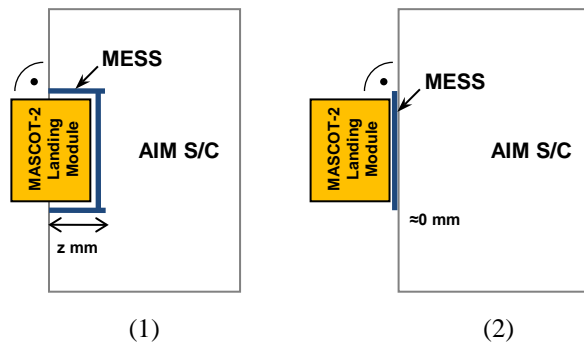 MESS
MASCOT-2
Landing
Module
AIM S/C
z mm
(1)
MESS
MASCOT-2
Landing
Module
AIM S/C
≈0 mm
(2)